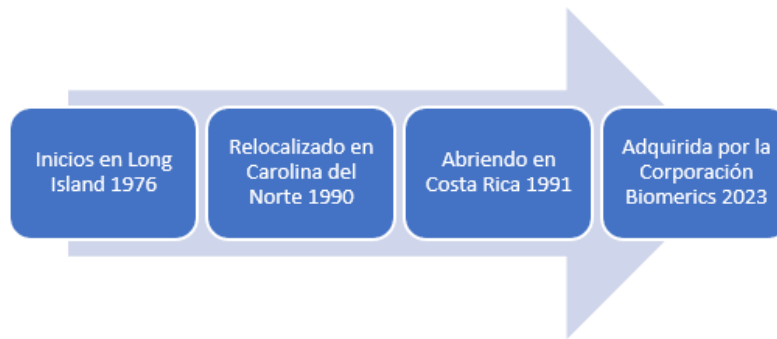 Inicios en Long
Island 1976
Relocalizado en
Carolina del
Norte 1990
Abriendo en
Costa Rica 1991
Adquirida por la
Corporación
Biomerics 2023